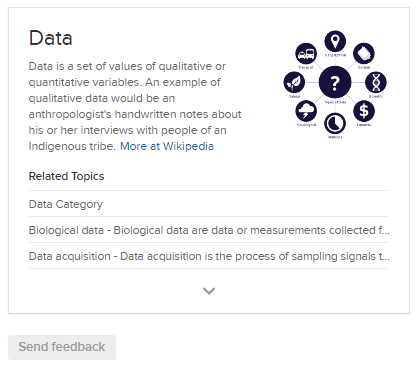 Data
Data is a set of values of qualitative or
quantitative variables. An example of
qualitative data would be an
anthropologist's handwritten notes about
his or her interviews with people of an
Indigenous tribe. More at Wikipedia
Geographical
Transport
Cultural
?
Natural
Scientific
Types of Data
$
Meteorological
Financial
Statistical
Related Topics
Data Category
Biological data - Biological data are data or measurements collected f...
Data acquisition - Data acquisition is the process of sampling signals t...
Send feedback